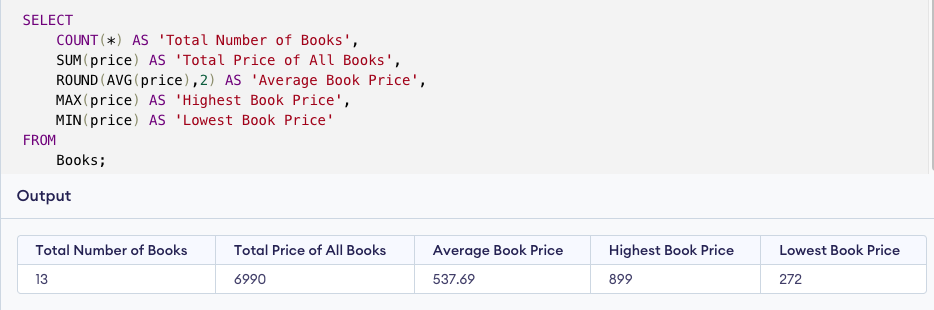 SELECT
COUNT(*) AS 'Total Number of Books',
SUM(price) AS 'Total Price of All Books',
ROUND(AVG(price),2) AS 'Average Book Price',
MAX(price) AS 'Highest Book Price',
MIN(price) AS 'Lowest Book Price'
FROM
Books;
Output
Total Number of Books Total Price of All Books Average Book Price Highest Book Price Lowest Book Price
13 6990 537.69 899 272